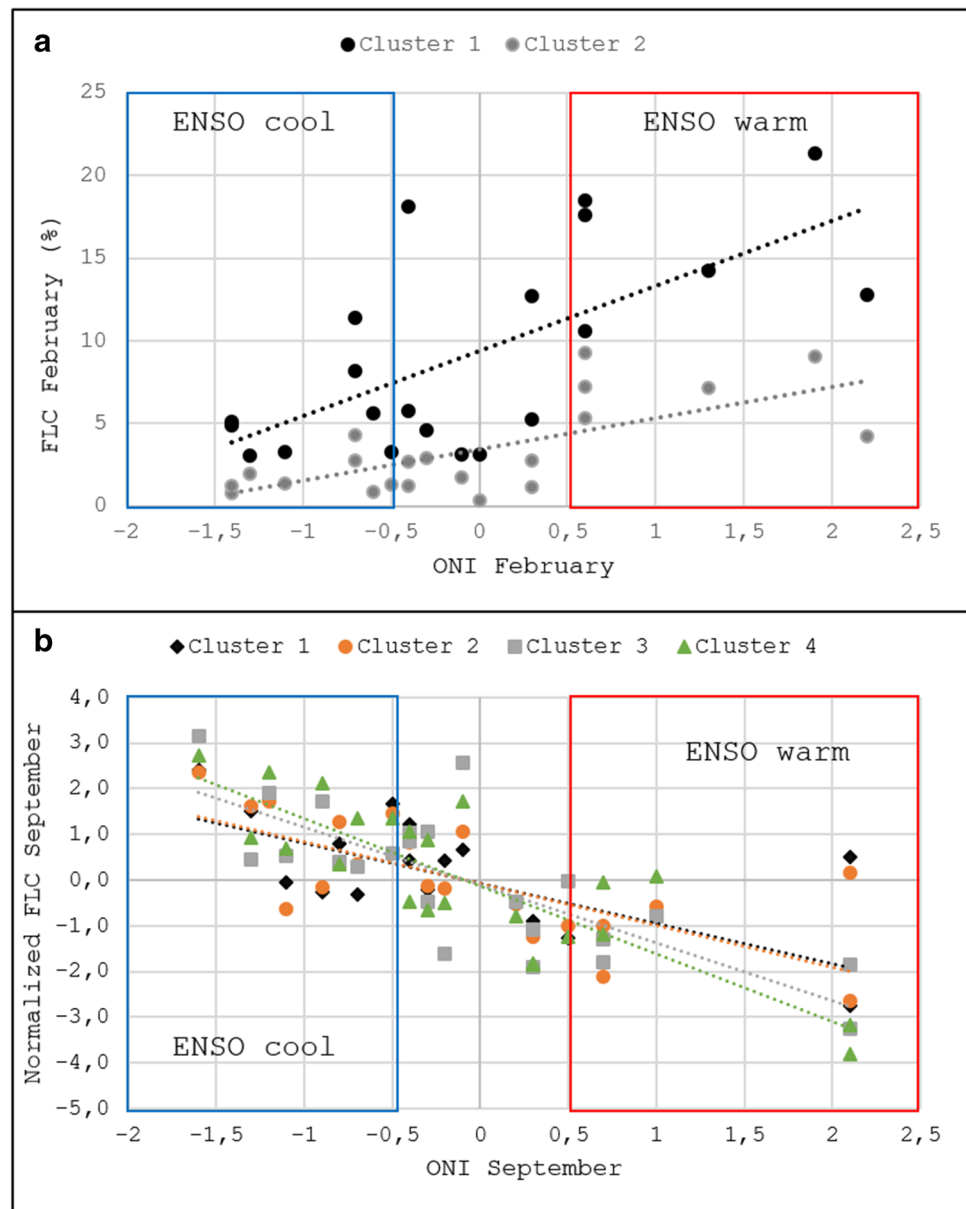 a
Cluster 1 Cluster 2
FLC February (%)
25
20
15
10
5
0
ENSO cool
ENSO warm
-2 -1,5 -1 -0,5 0 0,5 1 1,5 2 2,5
ONI February
b
Cluster 1 Cluster 2 Cluster 3 Cluster 4
Normalized FLC September
4,0
3,0
2,0
1,0
0,0
-1,0
-2,0
-3,0
-4,0
-5,0
ENSO warm
ENSO cool
-2 -1,5 -1 -0,5 0 0,5 1 1,5 2 2,5
ONI September